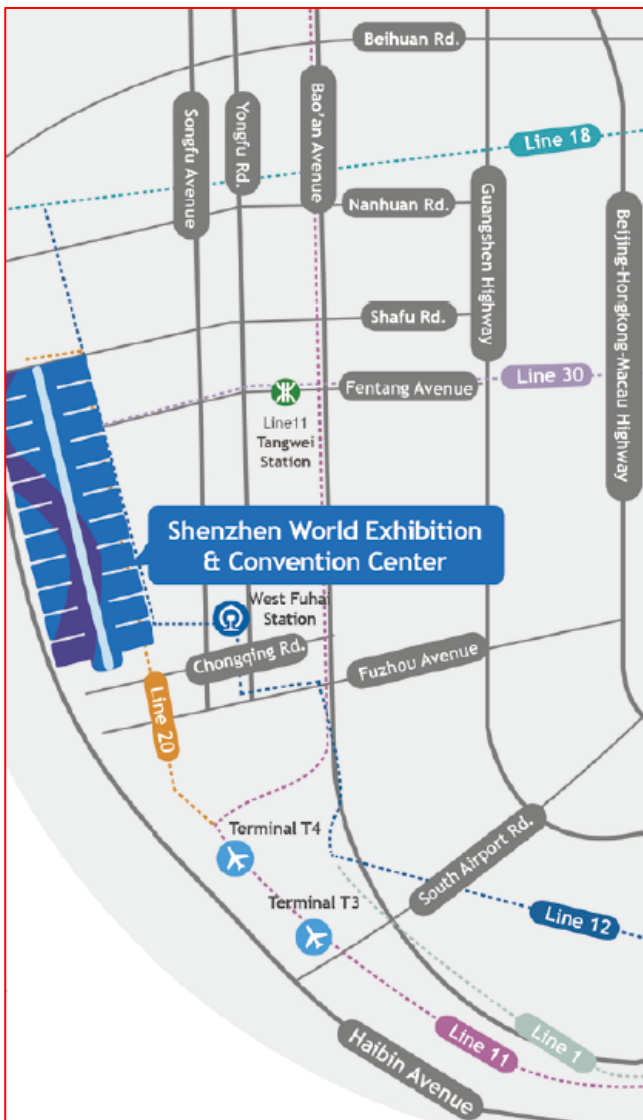 Beihuan Rd.
Songfu Avenue
Yongfu Rd.
Bao'an Avenue
Line 18
Guangshen Highway
Nanhuan Rd.
Beijing-Hongkong-Macau Highway
Shafu Rd.
Fentang Avenue
Line 30
Line11
Tangwei
Station
Shenzhen World Exhibition
& Convention Center
West Fuhai
Station
Chongqing Rd.
Fuzhou Avenue
Line 20
Terminal T4
South Airport Rd.
Terminal T3
Line 12
Line 1
Line 11
Haibin Avenue